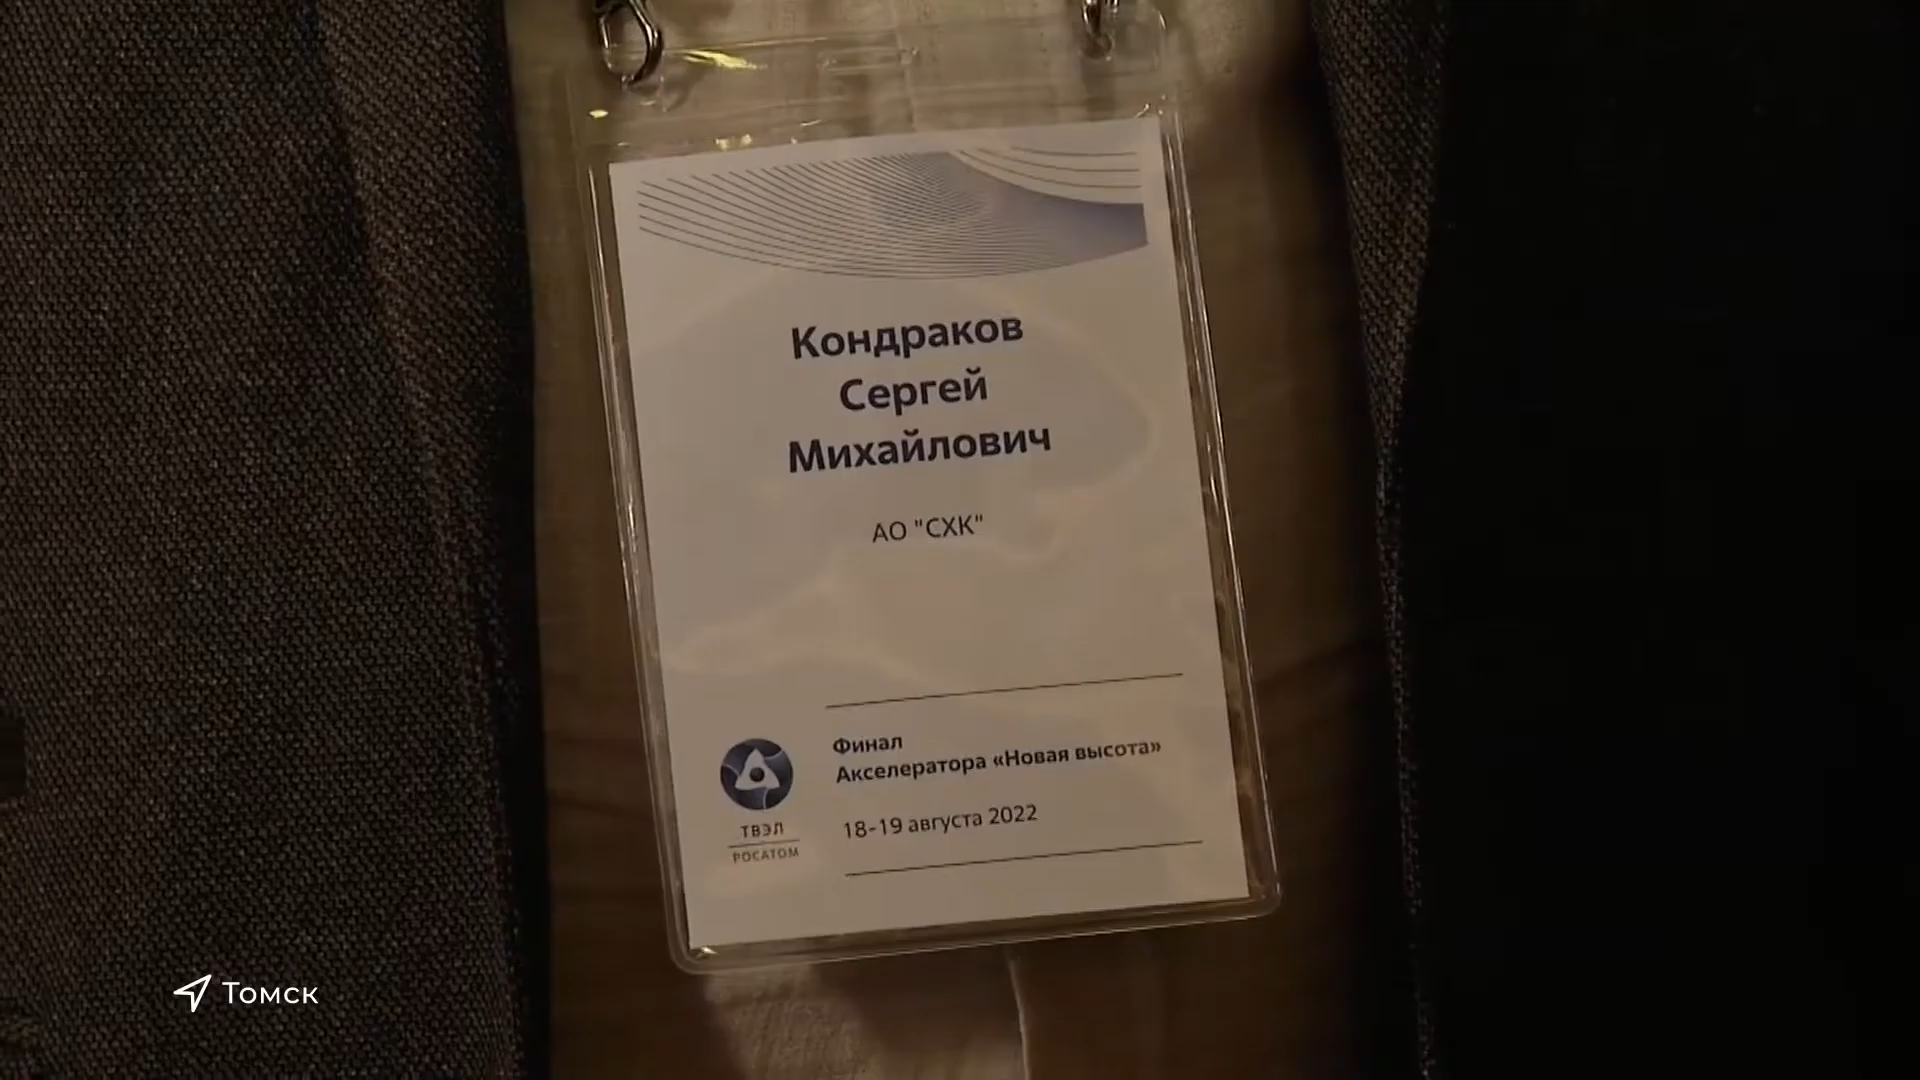 Кондраков
Сергей
Михайлович
АО "СХК"
Финал
Акселератора «Новая высота»
18-19 августа 2022
ТВЭЛ
РОСАТОМ
Томск